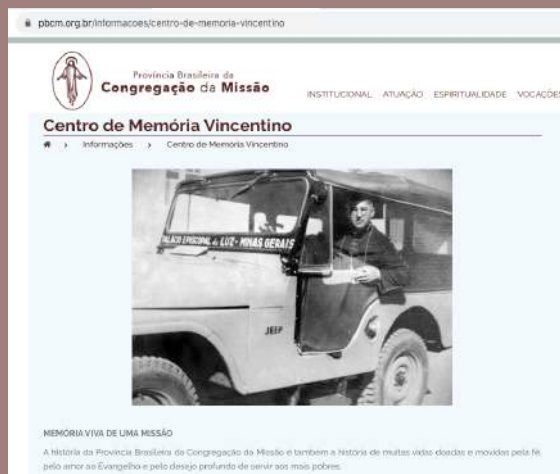 pbcm.org.br/informacoes/centro-de-memoria-vincentino
Província Brasileira da
Congregação da Missão
INSTITUCIONAL ATUAÇÃO ESPIRITUALIDADE VOCAÇÕES
Centro de Memória Vincentino
> Informações > Centro de Memória Vincentino
PALÁCIO EPISCOPAL de LUZ - MINAS GERAIS
JEEP
MEMÓRIA VIVA DE UMA MISSÃO
A história da Província Brasileira da Congregação da Missão é também a história de muitas vidas doadas e movidas pela fé,
pelo amor ao Evangelho e pelo desejo profundo de servir aos mais pobres.